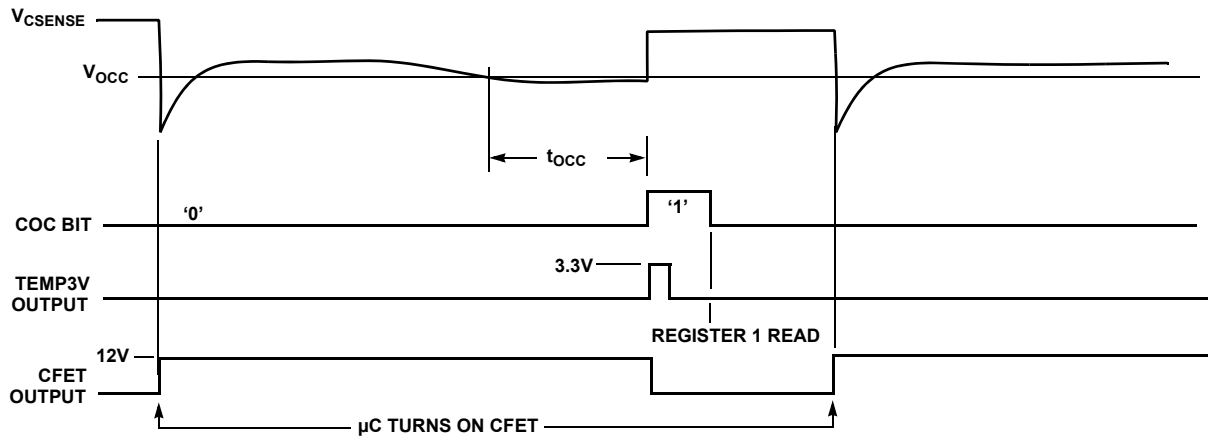 VCSENSE
VOCC
tOCC
COC BIT
‘0’
‘1’
3.3V
TEMP3V
OUTPUT
REGISTER 1 READ
12V
CFET
OUTPUT
µC TURNS ON CFET